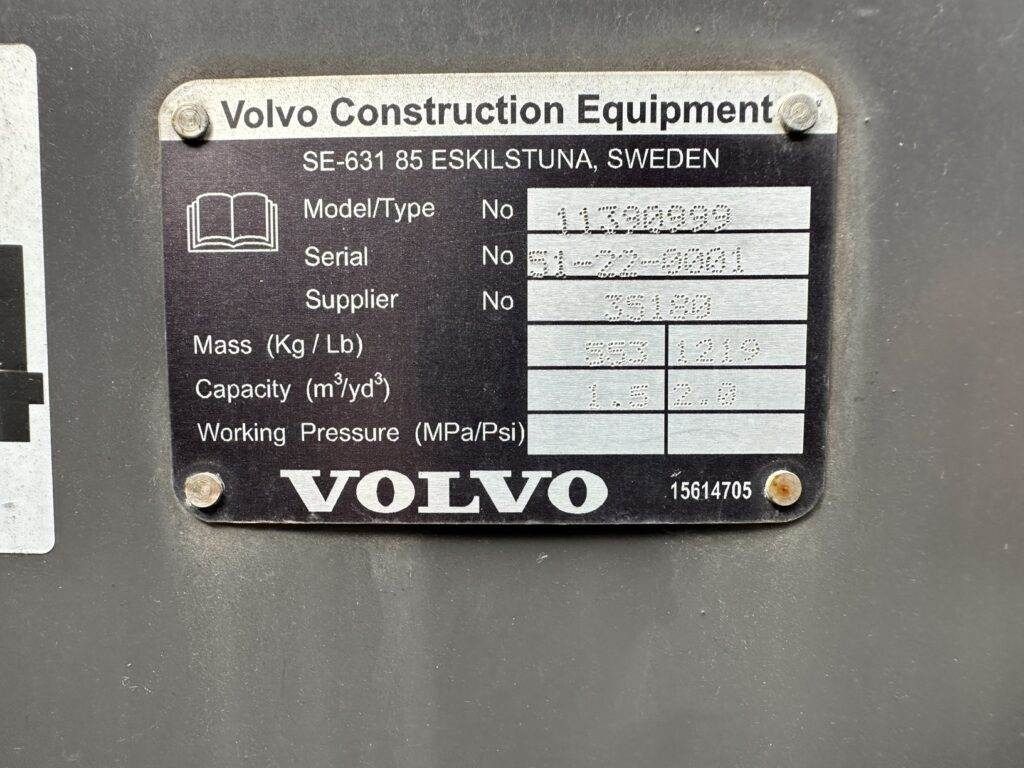 Volvo Construction Equipment
SE-631 85 ESKILSTUNA, SWEDEN
Model/Type No 11390999
Serial No 51-22-0001
Supplier No 35180
Mass (Kg / Lb) 553 1219
Capacity (m³/yd³) 1.5 2.0
Working Pressure (MPa/Psi)
VOLVO 15614705